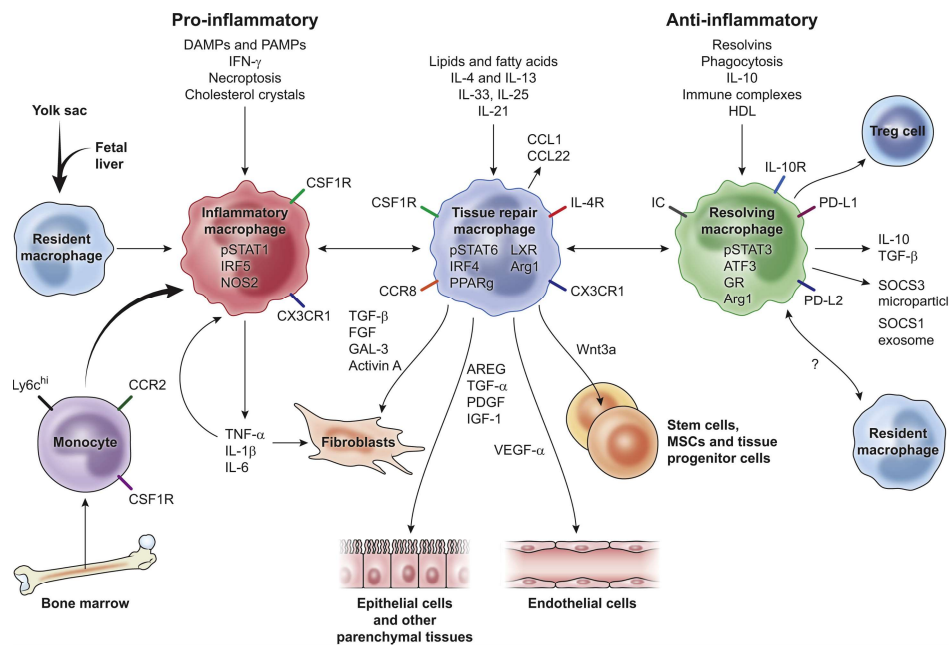 Pro-inflammatory
DAMPs and PAMPs
IFN-γ
Necroptosis
Cholesterol crystals
Lipids and fatty acids
IL-4 and IL-13
IL-33, IL-25
IL-21
Anti-inflammatory
Resolvins
Phagocytosis
IL-10
Immune complexes
HDL
Yolk sac
Fetal
liver
CCL1
CCL22
Treg cell
Resident
macrophage
CSF1R
Inflammatory
macrophage
pSTAT1
IRF5
NOS2
CX3CR1
CSF1R
IL-4R
Tissue repair
macrophage
pSTAT6 LXR
IRF4 Arg1
PPARg
CCR8
CX3CR1
IC
IL-10R
PD-L1
Resolving
macrophage
pSTAT3
ATF3
GR
Arg1
PD-L2
IL-10
TGF-β
SOCS3
microparticl
SOCS1
exosome
?
Resident
macrophage
Ly6chi
CCR2
Monocyte
CSF1R
Bone marrow
TNF-α
IL-1β
IL-6
TGF-β
FGF
GAL-3
Activin A
Fibroblasts
AREG
TGF-α
PDGF
IGF-1
VEGF-α
Wnt3a
Stem cells,
MSCs and tissue
progenitor cells
Epithelial cells
and other
parenchymal tissues
Endothelial cells